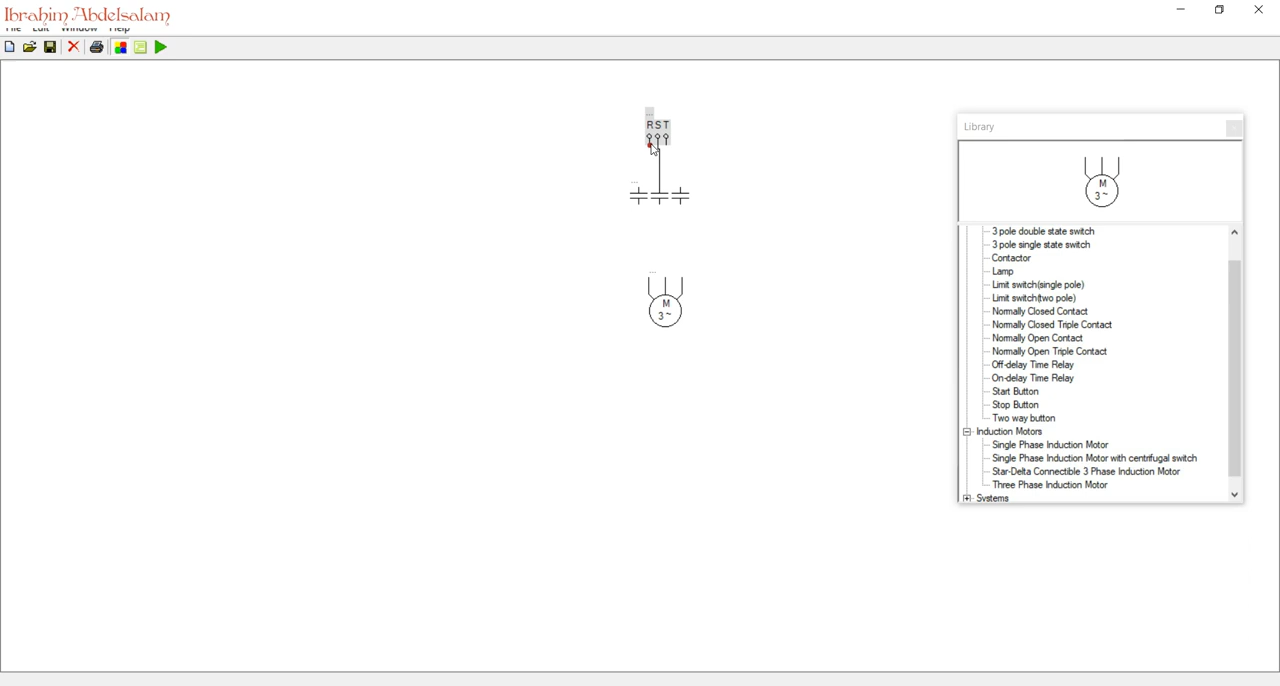 Ibrahim Abdelsalam
File Edit Window Help
Library
...
R S T
...
...
M
3~
M
3~
3 pole double state switch
3 pole single state switch
Contactor
Lamp
Limit switch(single pole)
Limit switch(two pole)
Normally Closed Contact
Normally Closed Triple Contact
Normally Open Contact
Normally Open Triple Contact
Off-delay Time Relay
On-delay Time Relay
Start Button
Stop Button
Two way button
Induction Motors
Single Phase Induction Motor
Single Phase Induction Motor with centrifugal switch
Star-Delta Connectible 3 Phase Induction Motor
Three Phase Induction Motor
Systems